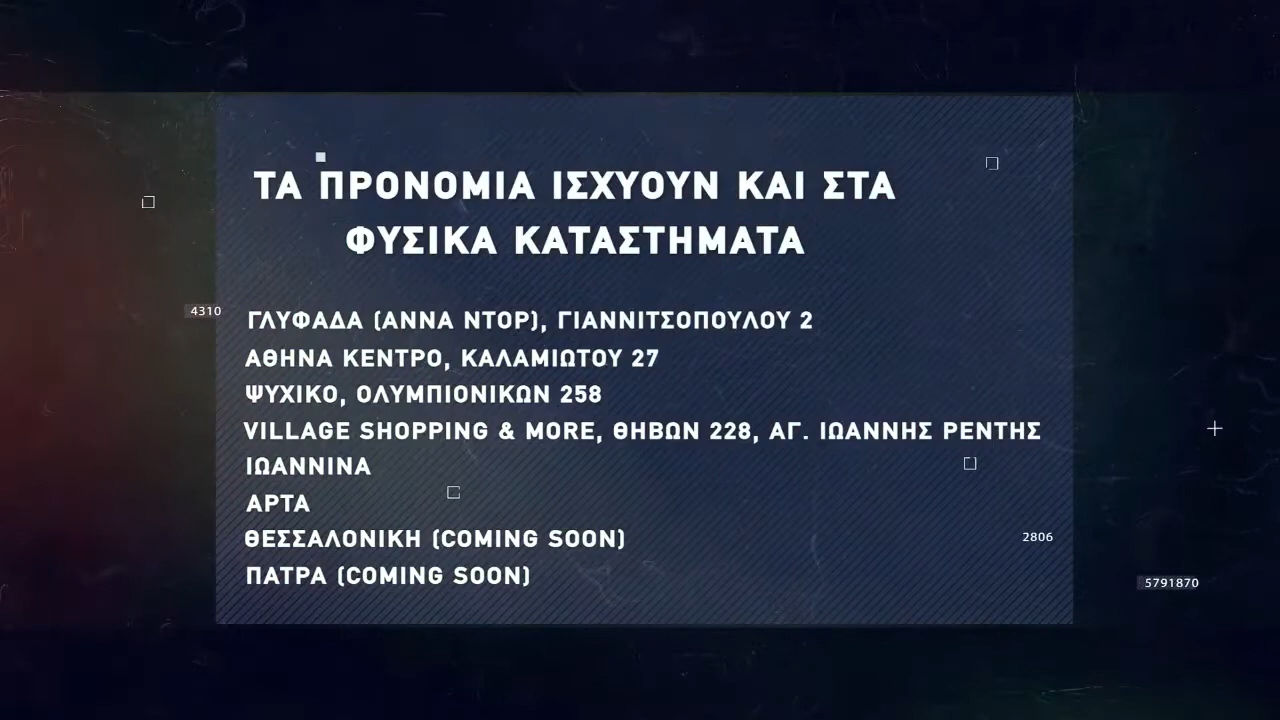 ΤΑ ΠΡΟΝΟΜΙΑ ΙΣΧΥΟΥΝ ΚΑΙ ΣΤΑ
ΦΥΣΙΚΑ ΚΑΤΑΣΤΗΜΑΤΑ
4310
ΓΛΥΦΑΔΑ (ΑΝΝΑ ΝΤΟΡ), ΓΙΑΝΝΙΤΣΟΠΟΥΛΟΥ 2
ΑΘΗΝΑ ΚΕΝΤΡΟ, ΚΑΛΑΜΙΩΤΟΥ 27
ΨΥΧΙΚΟ, ΟΛΥΜΠΙΟΝΙΚΩΝ 258
VILLAGE SHOPPING & MORE, ΘΗΒΩΝ 228, ΑΓ. ΙΩΑΝΝΗΣ ΡΕΝΤΗΣ
ΙΩΑΝΝΙΝΑ
ΑΡΤΑ
ΘΕΣΣΑΛΟΝΙΚΗ (COMING SOON)
2806
ΠΑΤΡΑ (COMING SOON)
5791870